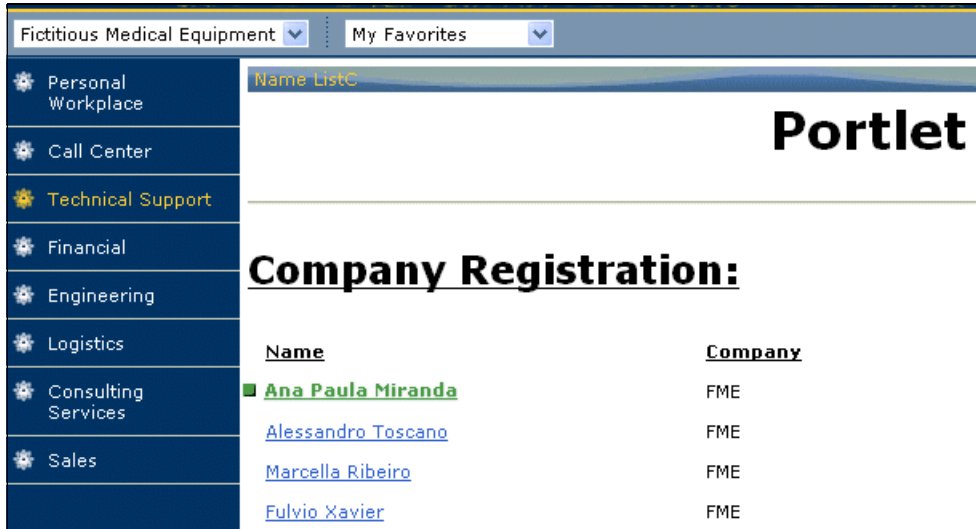 Fictitious Medical Equipment
My Favorites
Personal
Workplace
Call Center
Technical Support
Financial
Engineering
Logistics
Consulting
Services
Sales
Name ListC
Portlet
Company Registration:
Name Company
Ana Paula Miranda FME
Alessandro Toscano FME
Marcella Ribeiro FME
Fulvio Xavier FME